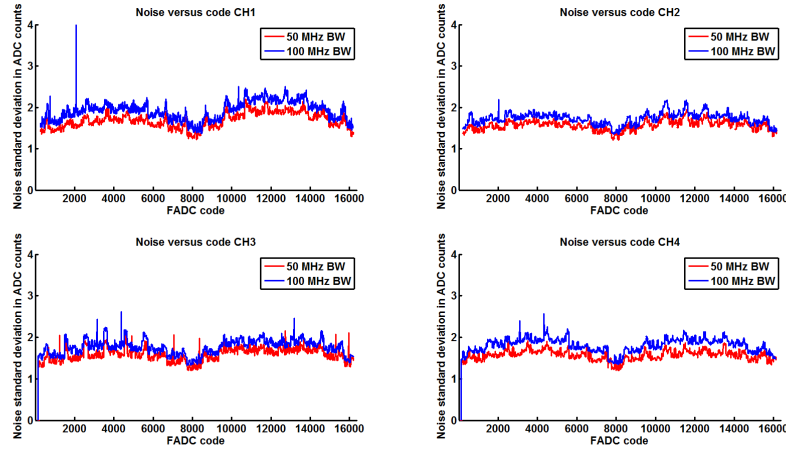 Noise versus code CH1
Noise standard deviation in ADC counts
4
3
2
1
0
50 MHz BW
100 MHz BW
2000 4000 6000 8000 10000 12000 14000 16000
FADC code
Noise versus code CH2
Noise standard deviation in ADC counts
4
3
2
1
0
50 MHz BW
100 MHz BW
2000 4000 6000 8000 10000 12000 14000 16000
FADC code
Noise versus code CH3
Noise standard deviation in ADC counts
4
3
2
1
0
50 MHz BW
100 MHz BW
2000 4000 6000 8000 10000 12000 14000 16000
FADC code
Noise versus code CH4
Noise standard deviation in ADC counts
4
3
2
1
0
50 MHz BW
100 MHz BW
2000 4000 6000 8000 10000 12000 14000 16000
FADC code